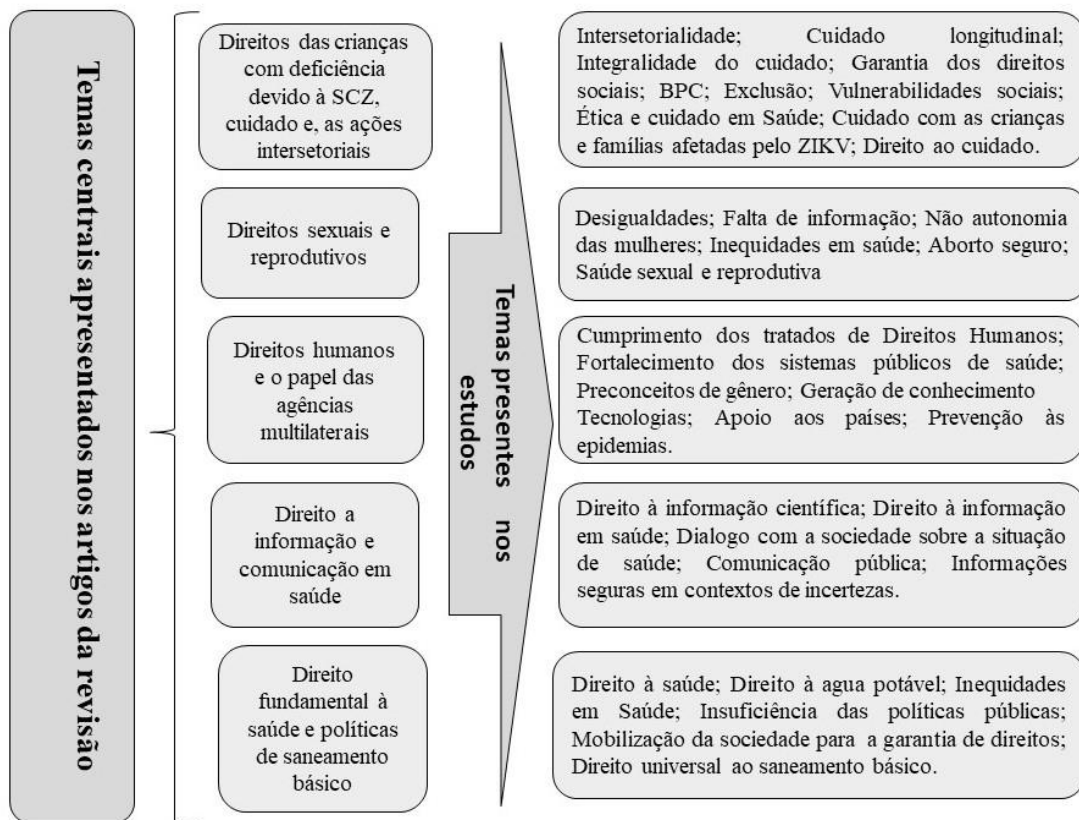 Temas centrais apresentados nos artigos da revisão
Direitos das crianças
com deficiência
devido à SCZ,
cuidado e, as ações
intersetoriais
Direitos sexuais e
reprodutivos
Direitos humanos
e o papel das
agências
multilaterais
Direito a
informação e
comunicação em
saúde
Direito
fundamental à
saúde e políticas
de saneamento
básico
Temas presentes nos
estudos
Intersetorialidade; Cuidado longitudinal;
Integralidade do cuidado; Garantia dos direitos
sociais; BPC; Exclusão; Vulnerabilidades sociais;
Ética e cuidado em Saúde; Cuidado com as crianças
e famílias afetadas pelo ZIKV; Direito ao cuidado.
Desigualdades; Falta de informação; Não autonomia
das mulheres; Inequidades em saúde; Aborto seguro;
Saúde sexual e reprodutiva
Cumprimento dos tratados de Direitos Humanos;
Fortalecimento dos sistemas públicos de saúde;
Preconceitos de gênero; Geração de conhecimento
Tecnologias; Apoio aos países; Prevenção às
epidemias.
Direito à informação científica; Direito à informação
em saúde; Dialogo com a sociedade sobre a situação
de saúde; Comunicação pública; Informações
seguras em contextos de incertezas.
Direito à saúde; Direito à agua potável; Inequidades
em Saúde; Insuficiência das políticas públicas;
Mobilização da sociedade para a garantia de direitos;
Direito universal ao saneamento básico.